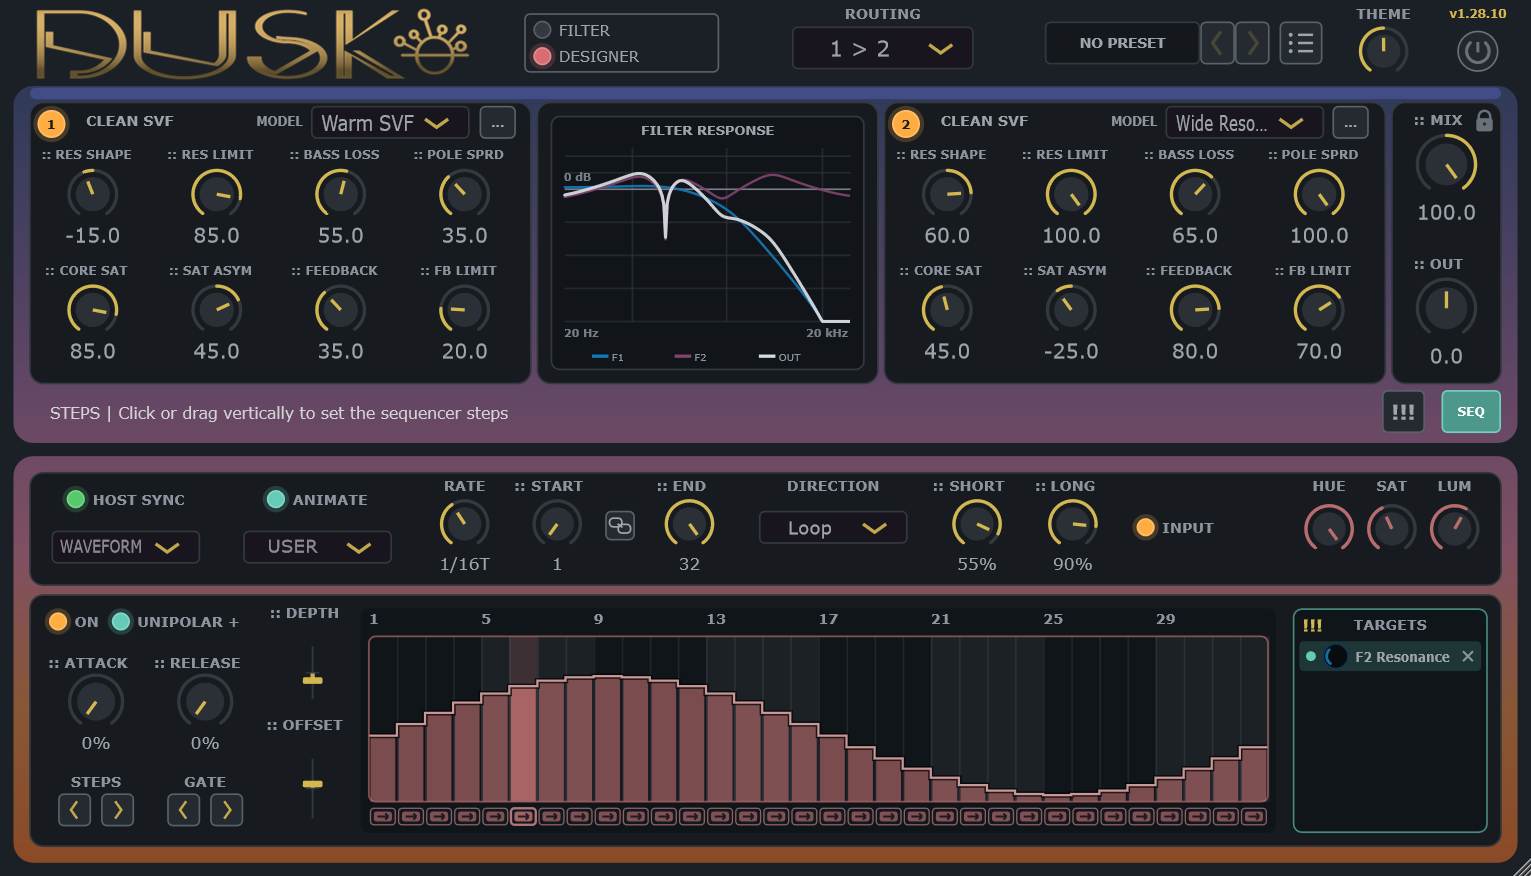 DUSK
FILTER
DESIGNER
ROUTING
1 > 2
NO PRESET
THEME
v1.28.10
1
CLEAN SVF
MODEL
Warm SVF
...
:: RES SHAPE
:: RES LIMIT
:: BASS LOSS
:: POLE SPRD
-15.0
85.0
55.0
35.0
:: CORE SAT
:: SAT ASYM
:: FEEDBACK
:: FB LIMIT
85.0
45.0
35.0
20.0
FILTER RESPONSE
0 dB
20 Hz
20 kHz
F1
F2
OUT
2
CLEAN SVF
MODEL
Wide Reso...
...
:: RES SHAPE
:: RES LIMIT
:: BASS LOSS
:: POLE SPRD
60.0
100.0
65.0
100.0
:: CORE SAT
:: SAT ASYM
:: FEEDBACK
:: FB LIMIT
45.0
-25.0
80.0
70.0
:: MIX
100.0
:: OUT
0.0
STEPS | Click or drag vertically to set the sequencer steps
!!!
SEQ
HOST SYNC
WAVEFORM
ANIMATE
USER
RATE
1/16T
:: START
1
:: END
32
DIRECTION
Loop
:: SHORT
55%
:: LONG
90%
INPUT
HUE
SAT
LUM
ON
UNIPOLAR +
:: ATTACK
:: RELEASE
0%
0%
STEPS
GATE
:: DEPTH
:: OFFSET
1
5
9
13
17
21
25
29
!!!
TARGETS
F2 Resonance